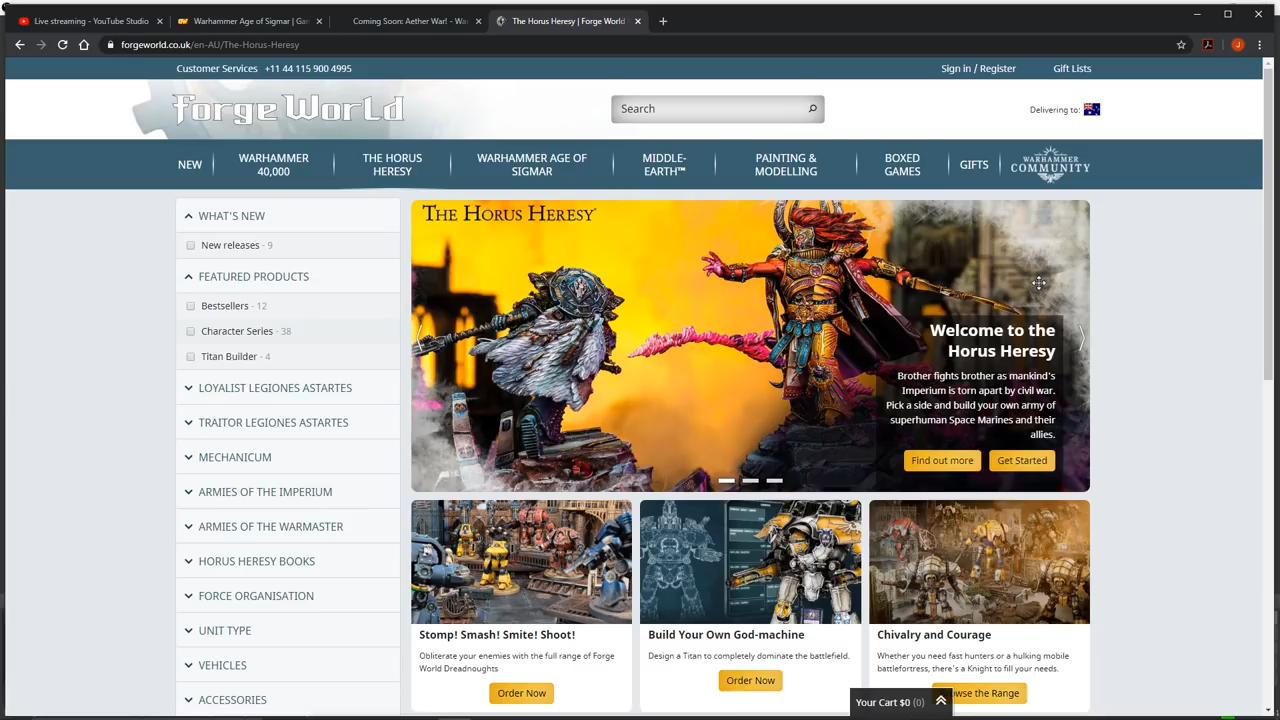 Live streaming - YouTube Studio
Warhammer Age of Sigmar | Ga
Coming Soon: Aether War! - Wa
The Horus Heresy | Forge World
forgeworld.co.uk/en-AU/The-Horus-Heresy
J
Customer Services +11 44 115 900 4995
Sign in / Register
Gift Lists
Forge World
Search
Delivering to:
NEW
WARHAMMER
40,000
THE HORUS
HERESY
WARHAMMER AGE OF
SIGMAR
MIDDLE-
EARTH™
PAINTING &
MODELLING
BOXED
GAMES
GIFTS
WARHAMMER
COMMUNITY
WHAT'S NEW
New releases - 9
FEATURED PRODUCTS
Bestsellers - 12
Character Series - 38
Titan Builder - 4
LOYALIST LEGIONES ASTARTES
TRAITOR LEGIONES ASTARTES
MECHANICUM
ARMIES OF THE IMPERIUM
ARMIES OF THE WARMASTER
HORUS HERESY BOOKS
FORCE ORGANISATION
UNIT TYPE
VEHICLES
ACCESSORIES
THE HORUS HERESY
Welcome to the
Horus Heresy
Brother fights brother as mankind's
Imperium is torn apart by civil war.
Pick a side and build your own army of
superhuman Space Marines and their
allies.
Find out more
Get Started
Stomp! Smash! Smite! Shoot!
Obliterate your enemies with the full range of Forge
World Dreadnoughts
Order Now
Build Your Own God-machine
Design a Titan to completely dominate the battlefield.
Order Now
Chivalry and Courage
Whether you need fast hunters or a hulking mobile
battlefortress, there's a Knight to fill your needs.
owse the Range
Your Cart $0 (0)